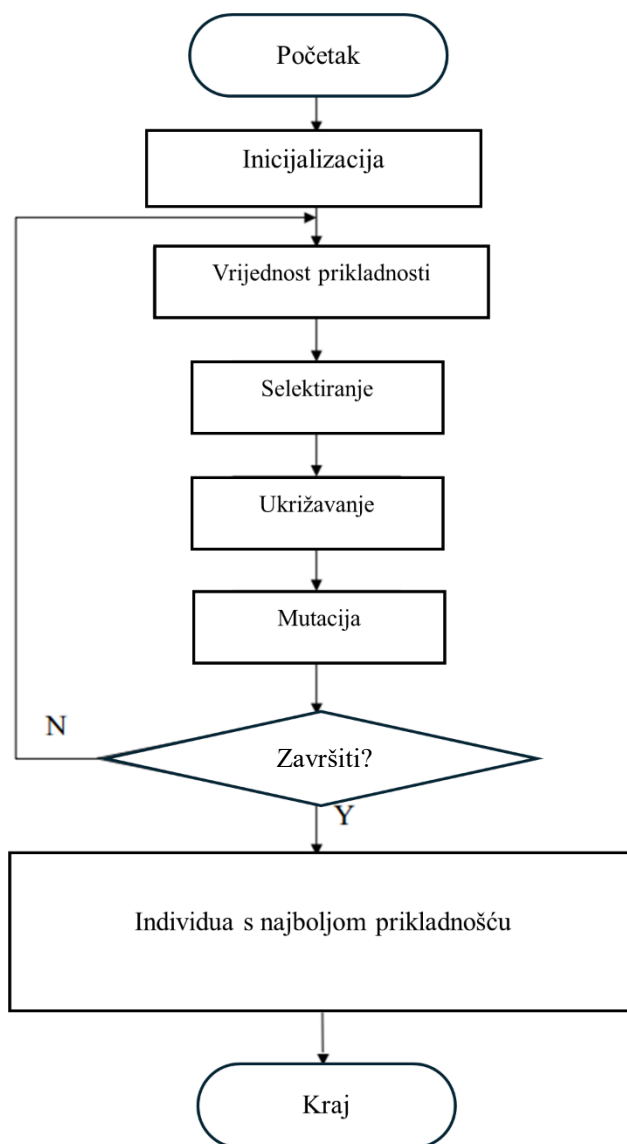 Početak
Inicijalizacija
Vrijednost prikladnosti
Selektiranje
Ukrižavanje
Mutacija
N
Završiti?
Y
Individua s najboljom prikladnošću
Kraj